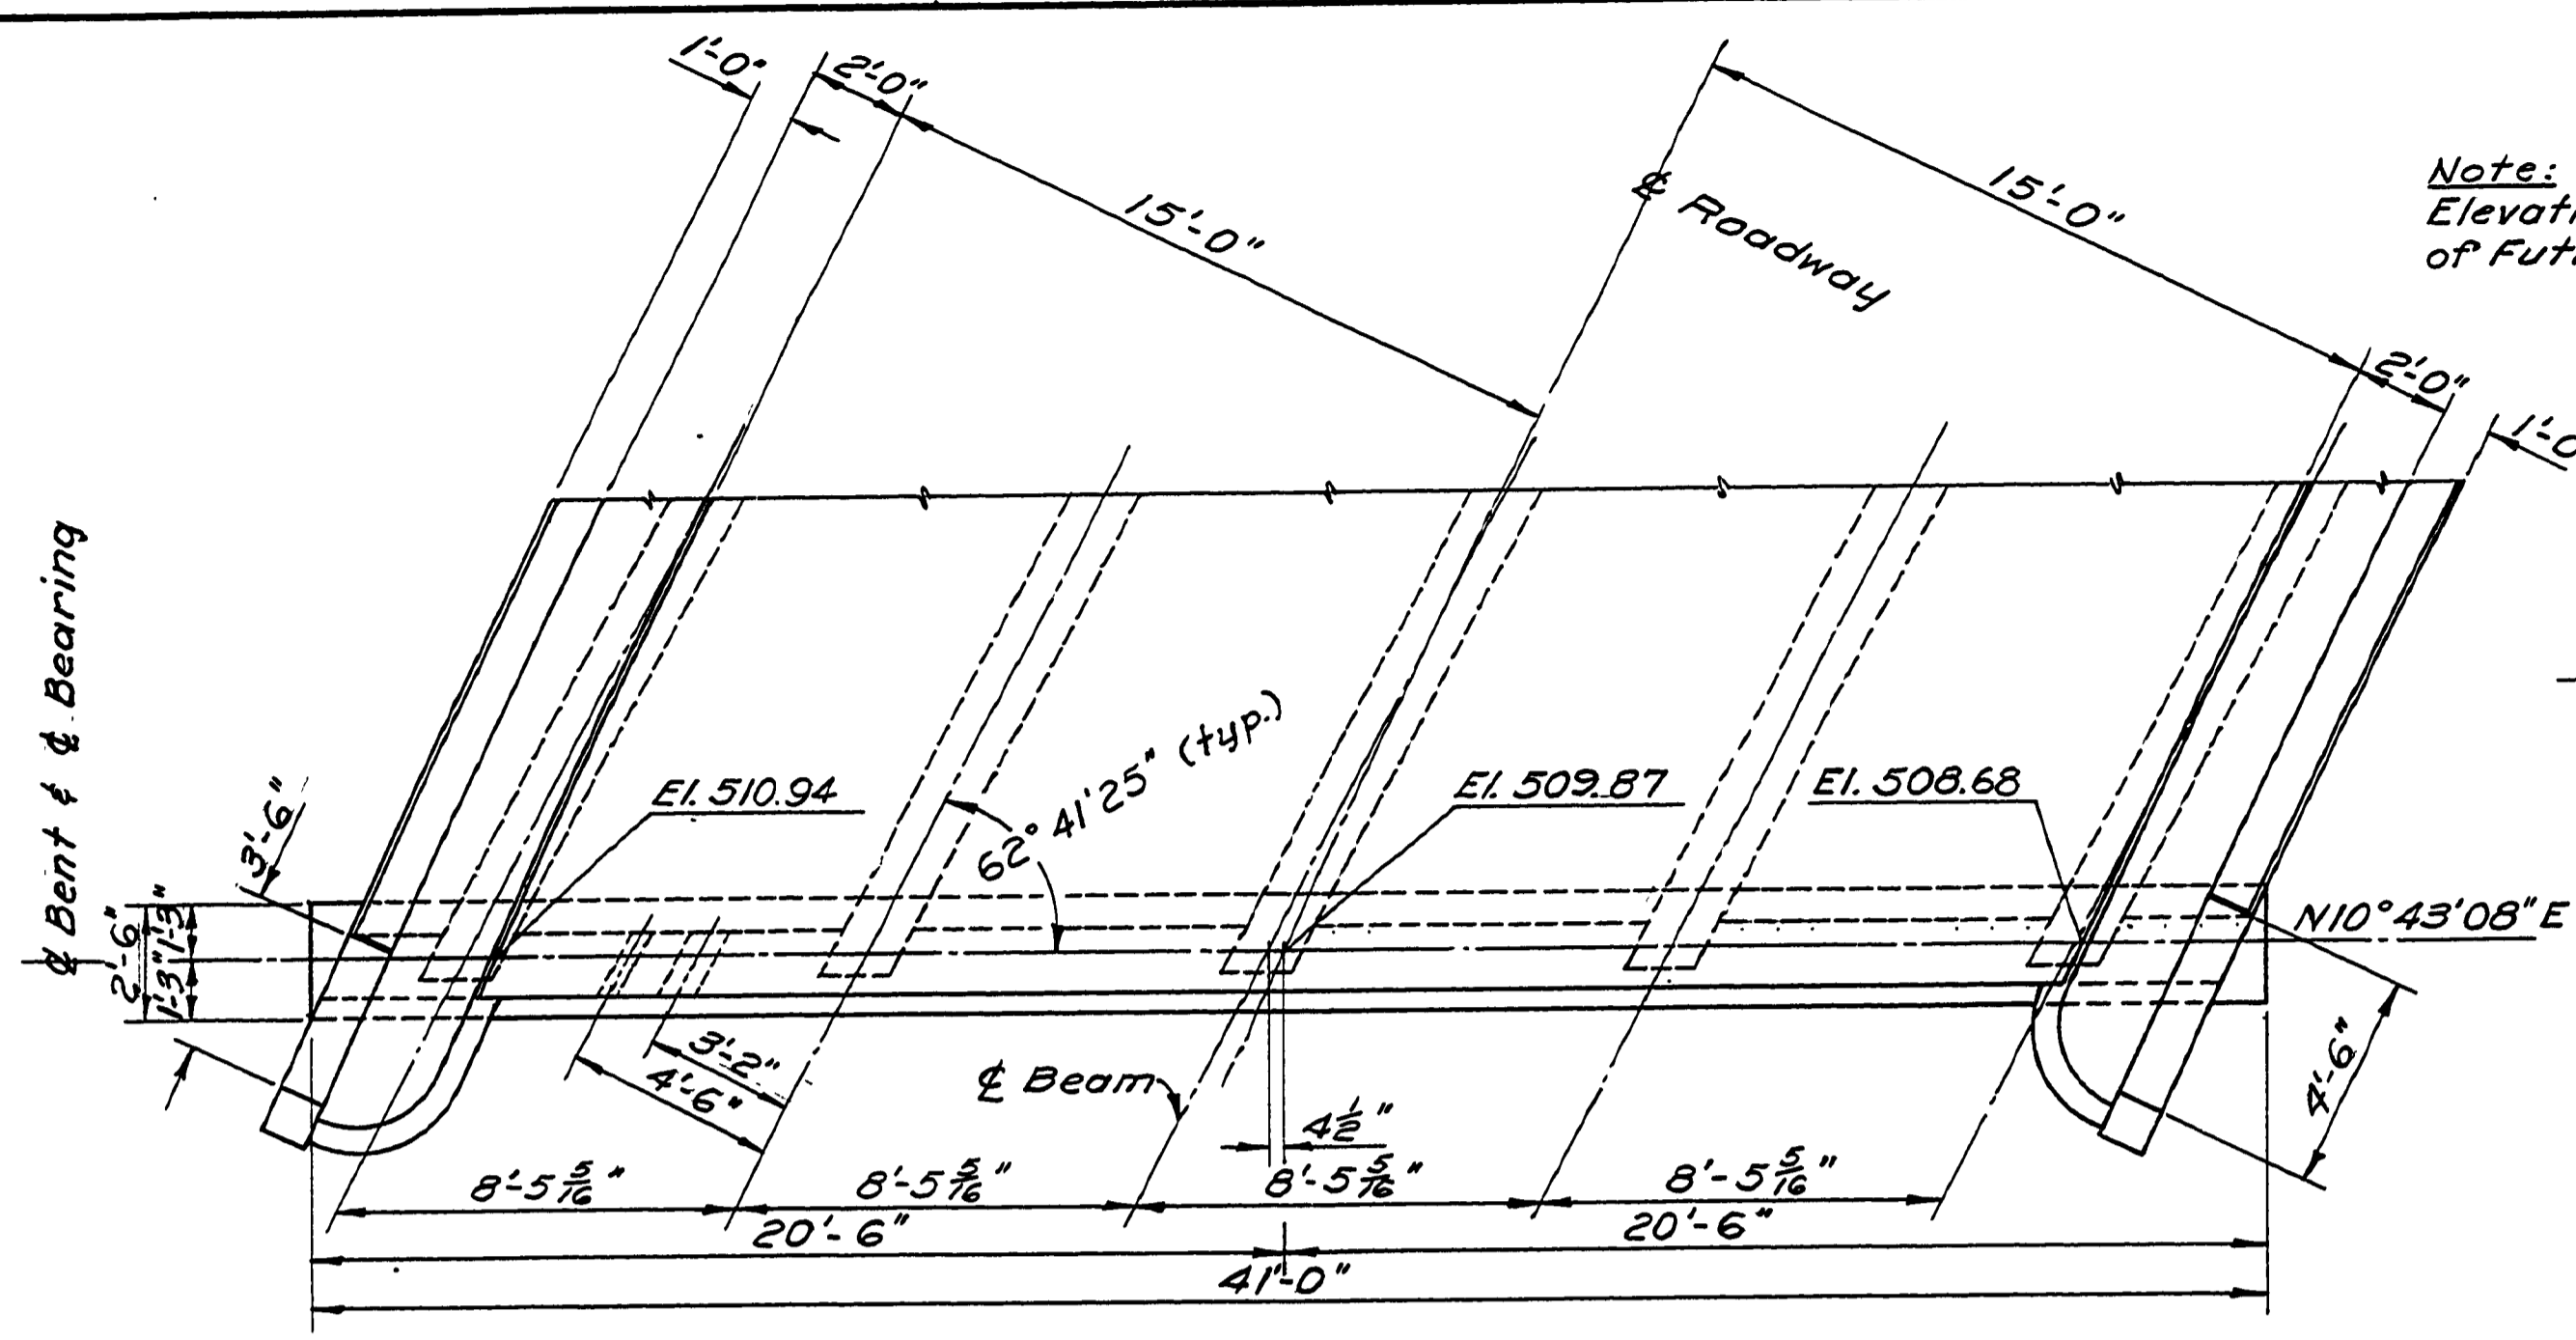 1'-0"
2'-0"
15'-0"
℄ Roadway
15'-0"
2'-0"
1'-0
Note:
Elevati
of Fut
℄ Bent & ℄ Bearing
3'-6"
2'-6"
1'-3"
1'-3"
El. 510.94
62° 41' 25" (typ.)
El. 509.87
El. 508.68
N10° 43' 08" E
3'-2"
4'-6"
℄ Beam
4 1/2"
4'-6"
8'-5 5/16"
8'-5 5/16"
8'-5 5/16"
8'-5 5/16"
20'-6"
20'-6"
41'-0"